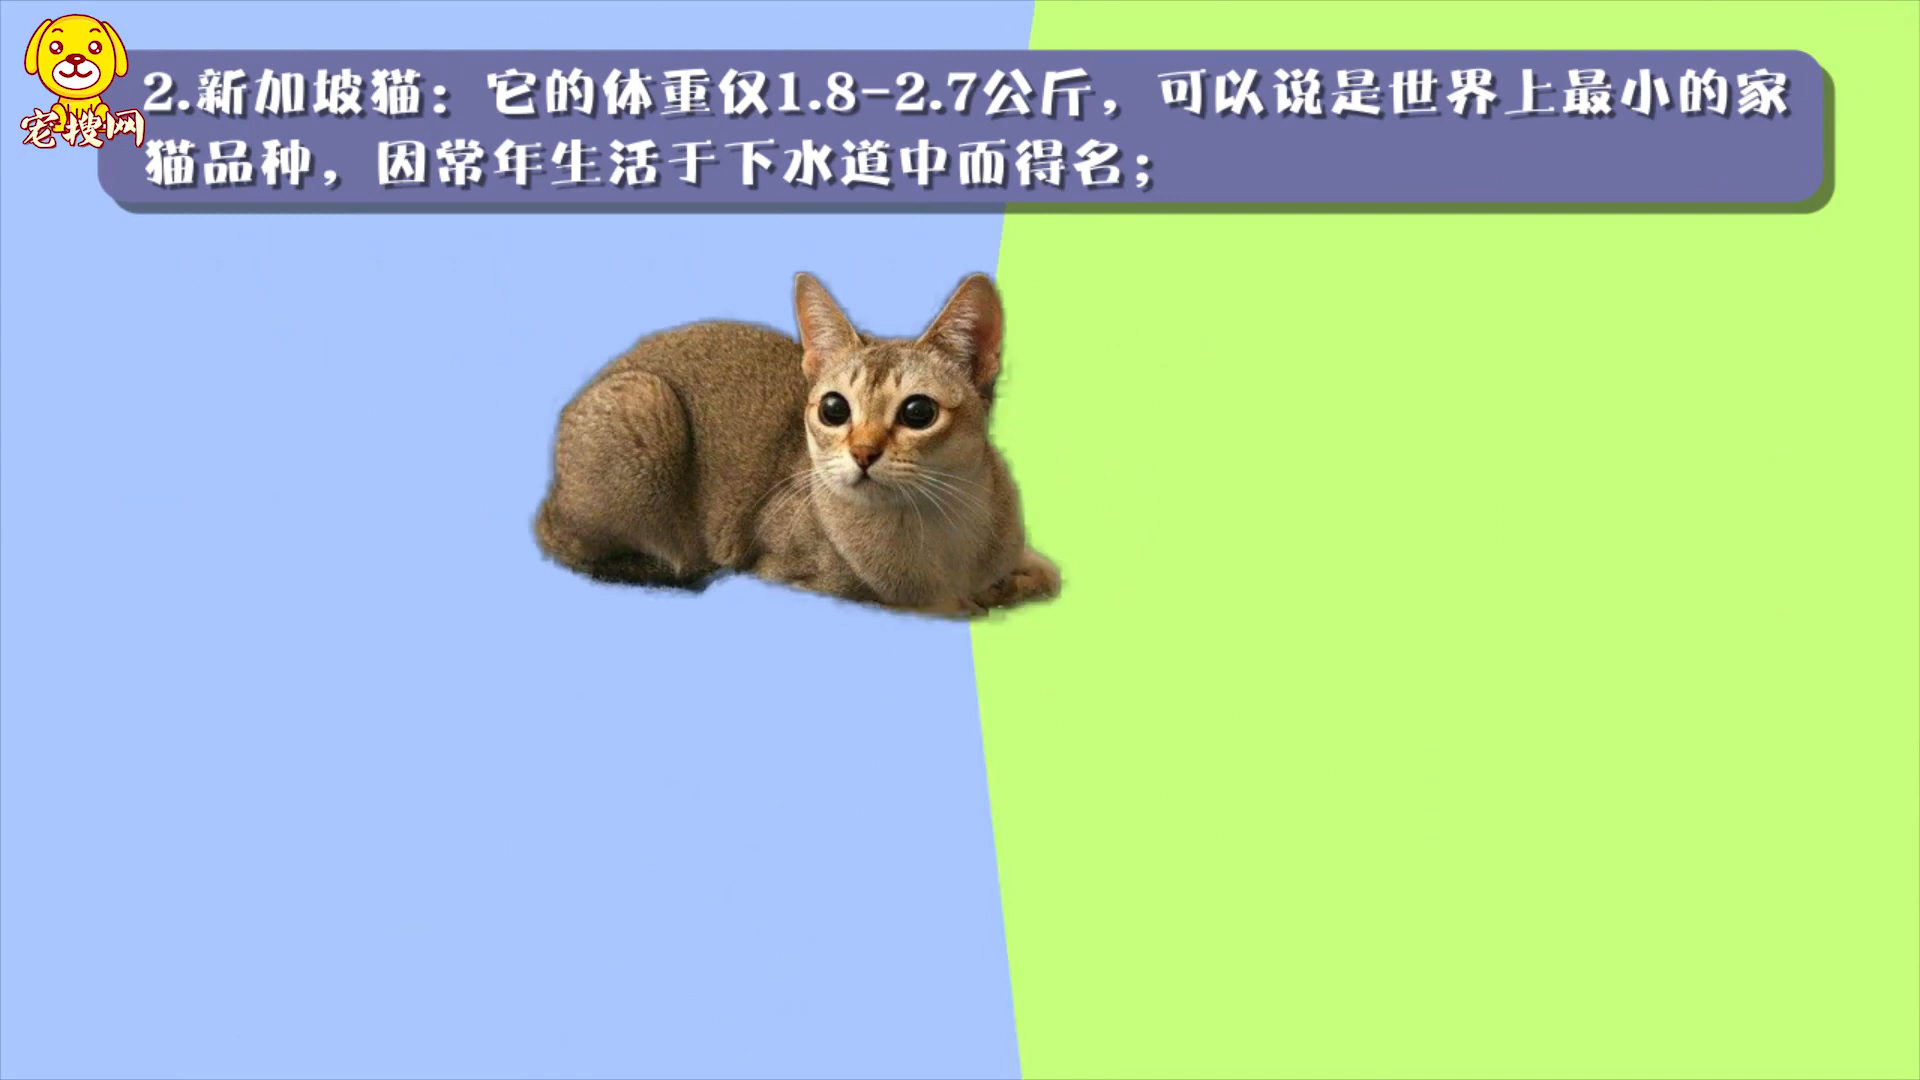 宠搜网
2.新加坡猫：它的体重仅1.8-2.7公斤，可以说是世界上最小的家
猫品种，因常年生活于下水道中而得名；